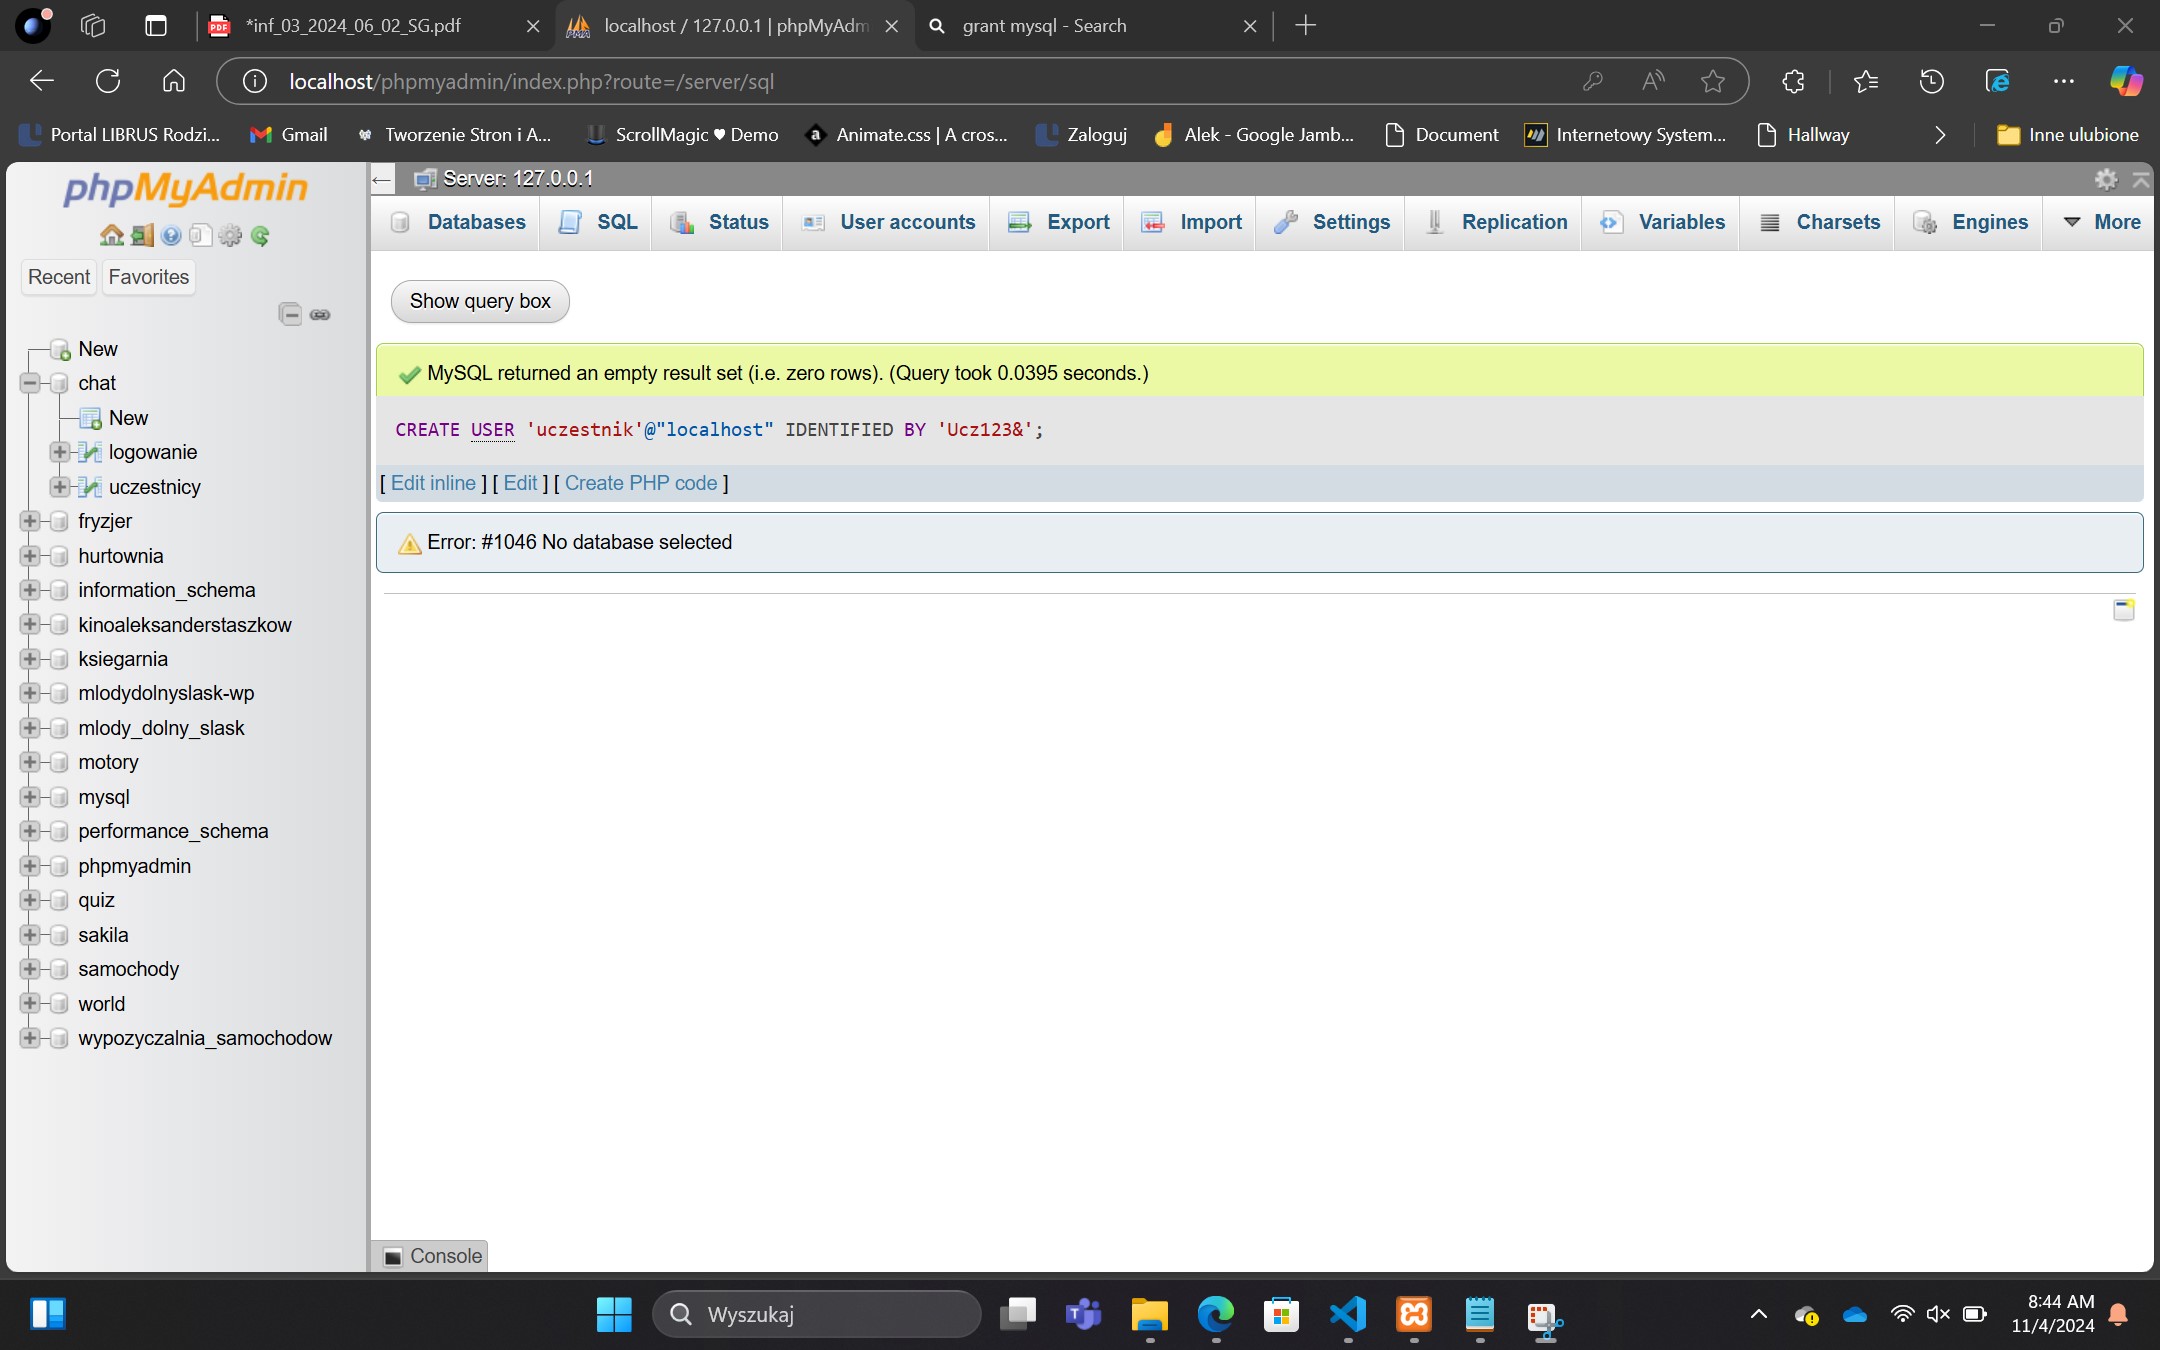 *inf_03_2024_06_02_SG.pdf
localhost / 127.0.0.1 | phpMyAdm
grant mysql - Search
localhost/phpmyadmin/index.php?route=/server/sql
Portal LIBRUS Rodzi...
Gmail
Tworzenie Stron i A...
ScrollMagic ♥ Demo
Animate.css | A cros...
Zaloguj
Alek - Google Jamb...
Document
Internetowy System...
Hallway
Inne ulubione
phpMyAdmin
Recent
Favorites
New
chat
New
logowanie
uczestnicy
fryzjer
hurtownia
information_schema
kinoaleksanderstaszkow
ksiegarnia
mlodydolnyslask-wp
mlody_dolny_slask
motory
mysql
performance_schema
phpmyadmin
quiz
sakila
samochody
world
wypozyczalnia_samochodow
Server: 127.0.0.1
Databases
SQL
Status
User accounts
Export
Import
Settings
Replication
Variables
Charsets
Engines
More
Show query box
MySQL returned an empty result set (i.e. zero rows). (Query took 0.0395 seconds.)
CREATE USER 'uczestnik'@"localhost" IDENTIFIED BY 'Ucz123&';
[ Edit inline ] [ Edit ] [ Create PHP code ]
Error: #1046 No database selected
Console
Wyszukaj
8:44 AM
11/4/2024